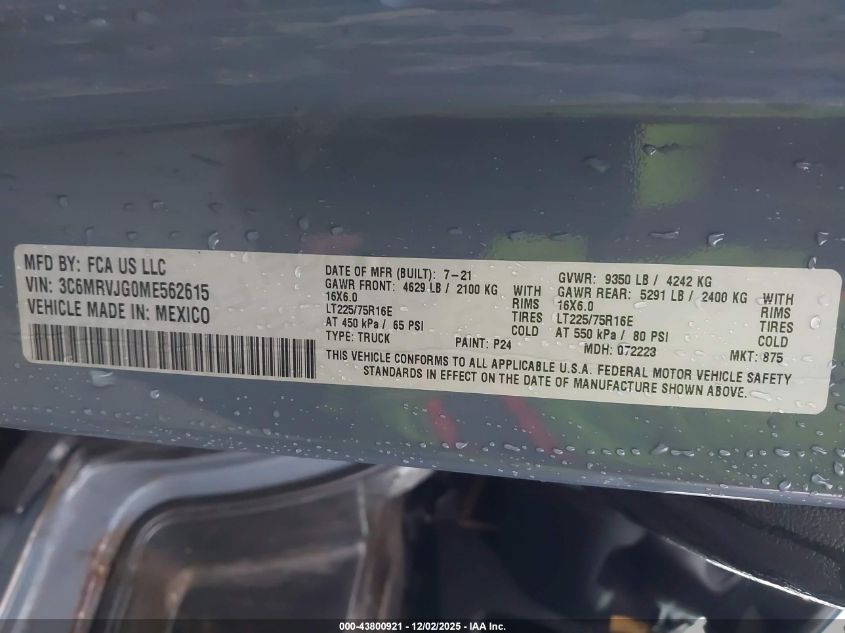 MFD BY: FCA US LLC
VIN: 3C6MRVJG0ME562615
VEHICLE MADE IN: MEXICO
DATE OF MFR (BUILT): 7-21
GAWR FRONT: 4629 LB / 2100 KG WITH
16X6.0 RIMS
LT225/75R16E TIRES
AT 450 kPa / 65 PSI COLD
TYPE: TRUCK PAINT: P24
GVWR: 9350 LB / 4242 KG
GAWR REAR: 5291 LB / 2400 KG WITH
16X6.0 RIMS
LT225/75R16E TIRES
AT 550 kPa / 80 PSI COLD
MDH: 072223 MKT: 875
THIS VEHICLE CONFORMS TO ALL APPLICABLE U.S.A. FEDERAL MOTOR VEHICLE SAFETY
STANDARDS IN EFFECT ON THE DATE OF MANUFACTURE SHOWN ABOVE.
000-43800921 - 12/02/2025 - IAA Inc.